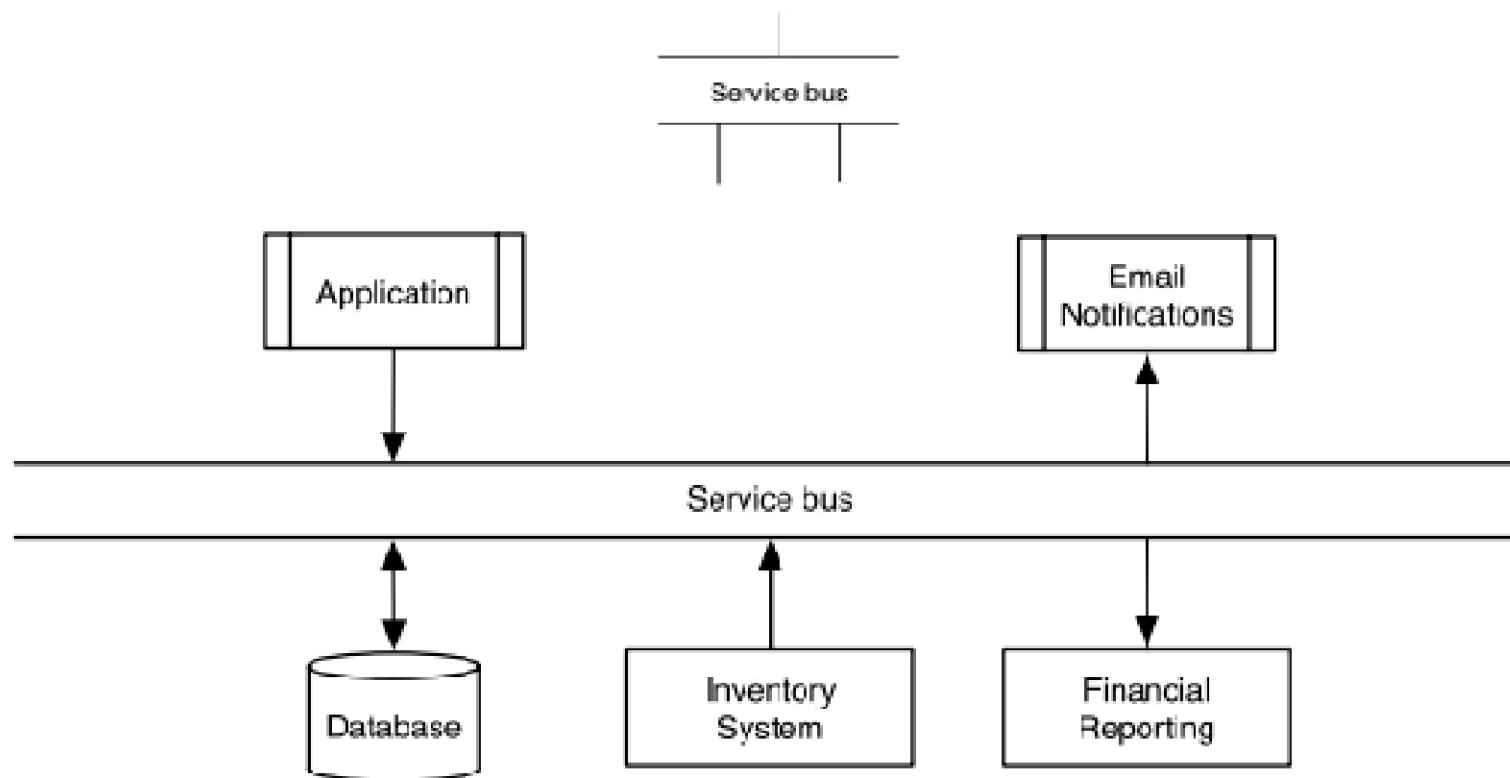 Service bus
Application
Email
Notifications
Service bus
Database
Inventory
System
Financial
Reporting